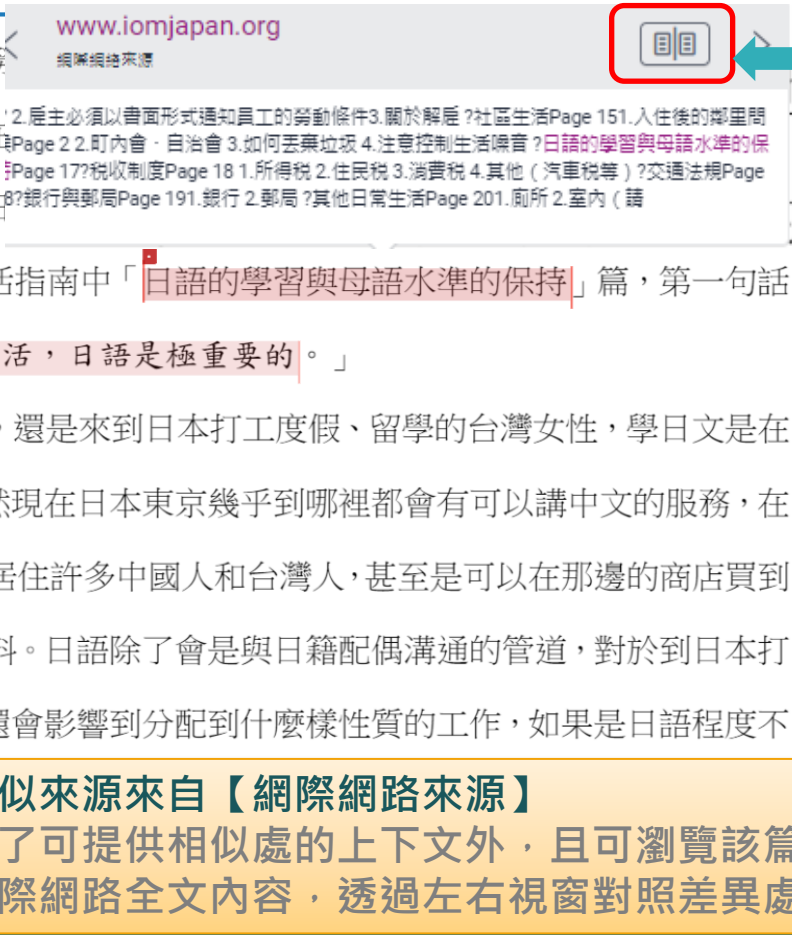 www.iomjapan.org
網際網絡來源
2.雇主必須以書面形式通知員工的勞動條件3.關於解雇 ?社區生活Page 151.入住後的鄰里問
Page 2 2.町內會．自治會 3.如何丟棄垃圾 4.注意控制生活噪音 ?日語的學習與母語水準的保
Page 17?稅收制度Page 18 1.所得稅 2.住民稅 3.消費稅 4.其他（汽車稅等）?交通法規Page
8?銀行與郵局Page 191.銀行 2.郵局 ?其他日常生活Page 201.廁所 2.室內（請
活指南中「日語的學習與母語水準的保持」篇，第一句話
活，日語是極重要的。」
，還是來到日本打工度假、留學的台灣女性，學日文是在
然現在日本東京幾乎到哪裡都會有可以講中文的服務，在
居住許多中國人和台灣人，甚至是可以在那邊的商店買到
料。日語除了會是與日籍配偶溝通的管道，對於到日本打
還會影響到分配到什麼樣性質的工作，如果是日語程度不
似來源來自【網際網路來源】
了可提供相似處的上下文外，且可瀏覽該篇
際網路全文內容，透過左右視窗對照差異處